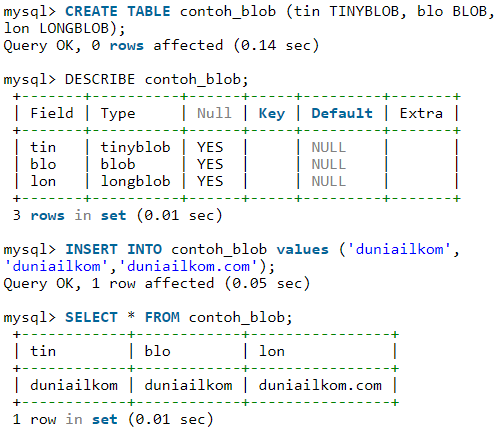 mysql> CREATE TABLE contoh_blob (tin TINYBLOB, blo BLOB,
lon LONGBLOB);
Query OK, 0 rows affected (0.14 sec)

mysql> DESCRIBE contoh_blob;
+-------+----------+------+-----+---------+-------+
| Field | Type     | Null | Key | Default | Extra |
+-------+----------+------+-----+---------+-------+
| tin   | tinyblob | YES  |     | NULL    |       |
| blo   | blob     | YES  |     | NULL    |       |
| lon   | longblob | YES  |     | NULL    |       |
+-------+----------+------+-----+---------+-------+
3 rows in set (0.01 sec)

mysql> INSERT INTO contoh_blob values ('duniailkom',
'duniailkom','duniailkom.com');
Query OK, 1 row affected (0.05 sec)

mysql> SELECT * FROM contoh_blob;
+------------+------------+----------------+
| tin        | blo        | lon            |
+------------+------------+----------------+
| duniailkom | duniailkom | duniailkom.com |
+------------+------------+----------------+
1 row in set (0.01 sec)